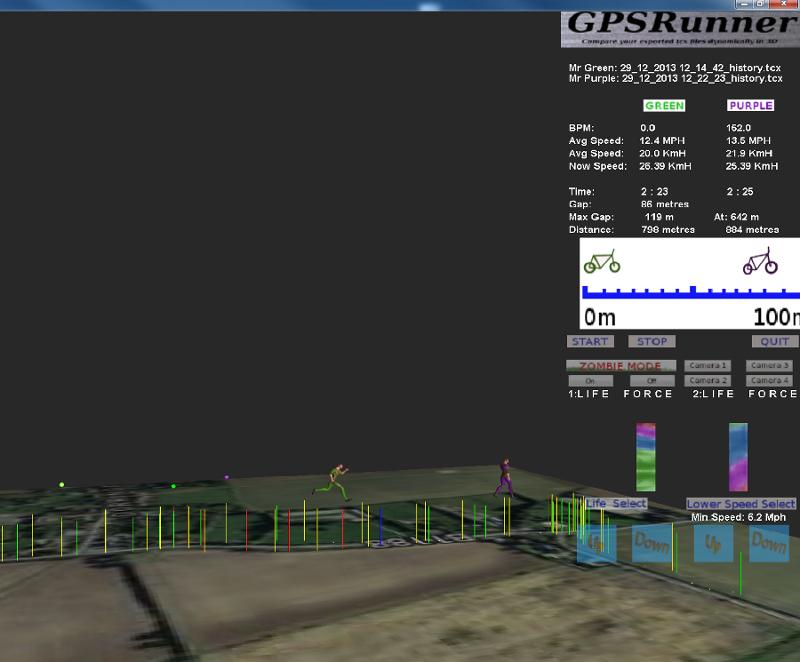 GPSRunner
Compare your exported tcx files dynamically in 3D
Mr Green: 29_12_2013 12_14_42_history.tcx
Mr Purple: 29_12_2013 12_22_23_history.tcx
GREEN PURPLE
BPM: 0.0 162.0
Avg Speed: 12.4 MPH 13.5 MPH
Avg Speed: 20.0 KmH 21.9 KmH
Now Speed: 26.39 KmH 25.39 KmH
Time: 2 : 23 2 : 25
Gap: 86 metres
Max Gap: 119 m At: 642 m
Distance: 798 metres 884 metres
0m 100m
START STOP QUIT
ZOMBIE MODE Camera 1 Camera 3
On Off Camera 2 Camera 4
1:LIFE FORCE 2:LIFE FORCE
Life Select Lower Speed Select
Min Speed: 6.2 Mph
Up Down Up Down